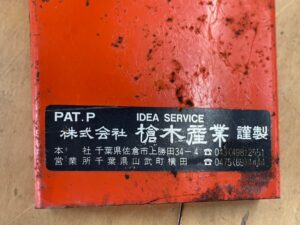 PAT.P IDEA SERVICE
株式会社 槍木産業 謹製
本 社 千葉県佐倉市上勝田34-4 ☎
営業所 千葉県山武町横田 ☎